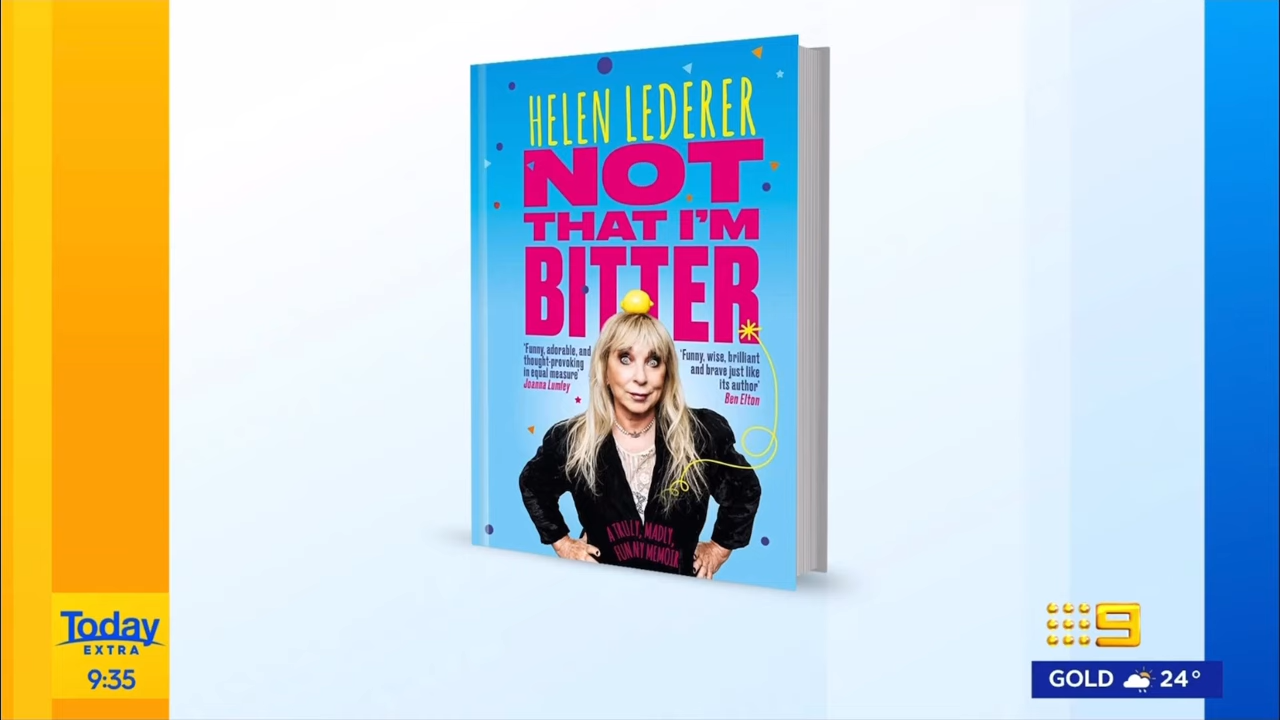 HELEN LEDERER
NOT
THAT I'M
BITTER
'Funny, adorable, and
thought-provoking
in equal measure'
Joanna Lumley
'Funny, wise, brilliant
and brave just like
its author'
Ben Elton
A TRULY, MADLY,
FUNNY MEMOIR
Today
EXTRA
9:35
9
GOLD 24°